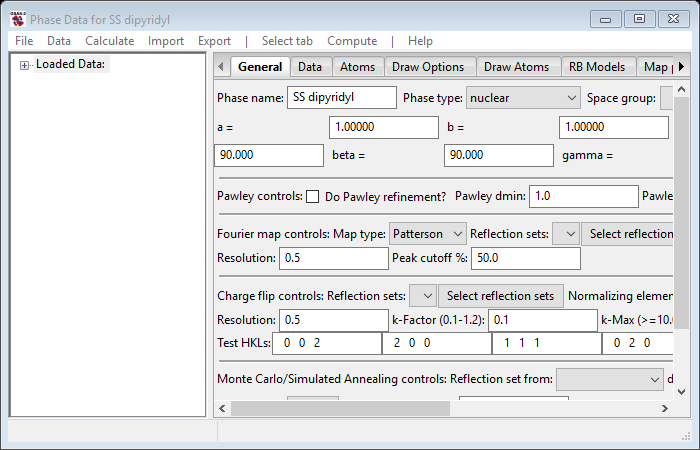 Phase Data for SS dipyridyl
File Data Calculate Import Export | Select tab Compute | Help
Loaded Data:
General Data Atoms Draw Options Draw Atoms RB Models Map p
Phase name: SS dipyridyl Phase type: nuclear Space group:
a = 1.00000 b = 1.00000
90.000 beta = 90.000 gamma =
Pawley controls: Do Pawley refinement? Pawley dmin: 1.0 Pawle
Fourier map controls: Map type: Patterson Reflection sets: Select reflection
Resolution: 0.5 Peak cutoff %: 50.0
Charge flip controls: Reflection sets: Select reflection sets Normalizing elemen
Resolution: 0.5 k-Factor (0.1-1.2): 0.1 k-Max (>=10.0
Test HKLs: 0 0 2 2 0 0 1 1 1 0 2 0
Monte Carlo/Simulated Annealing controls: Reflection set from: d